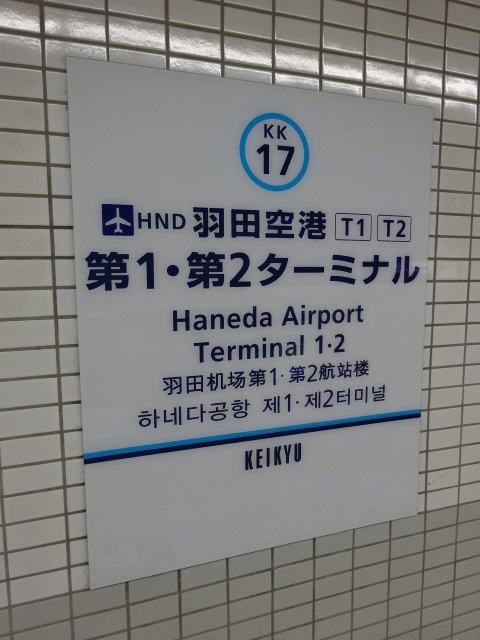 KK
17
HND 羽田空港 T1 T2
第1・第2ターミナル
Haneda Airport
Terminal 1·2
羽田机场第1·第2航站楼
하네다공항 제1·제2터미널
KEIKYU